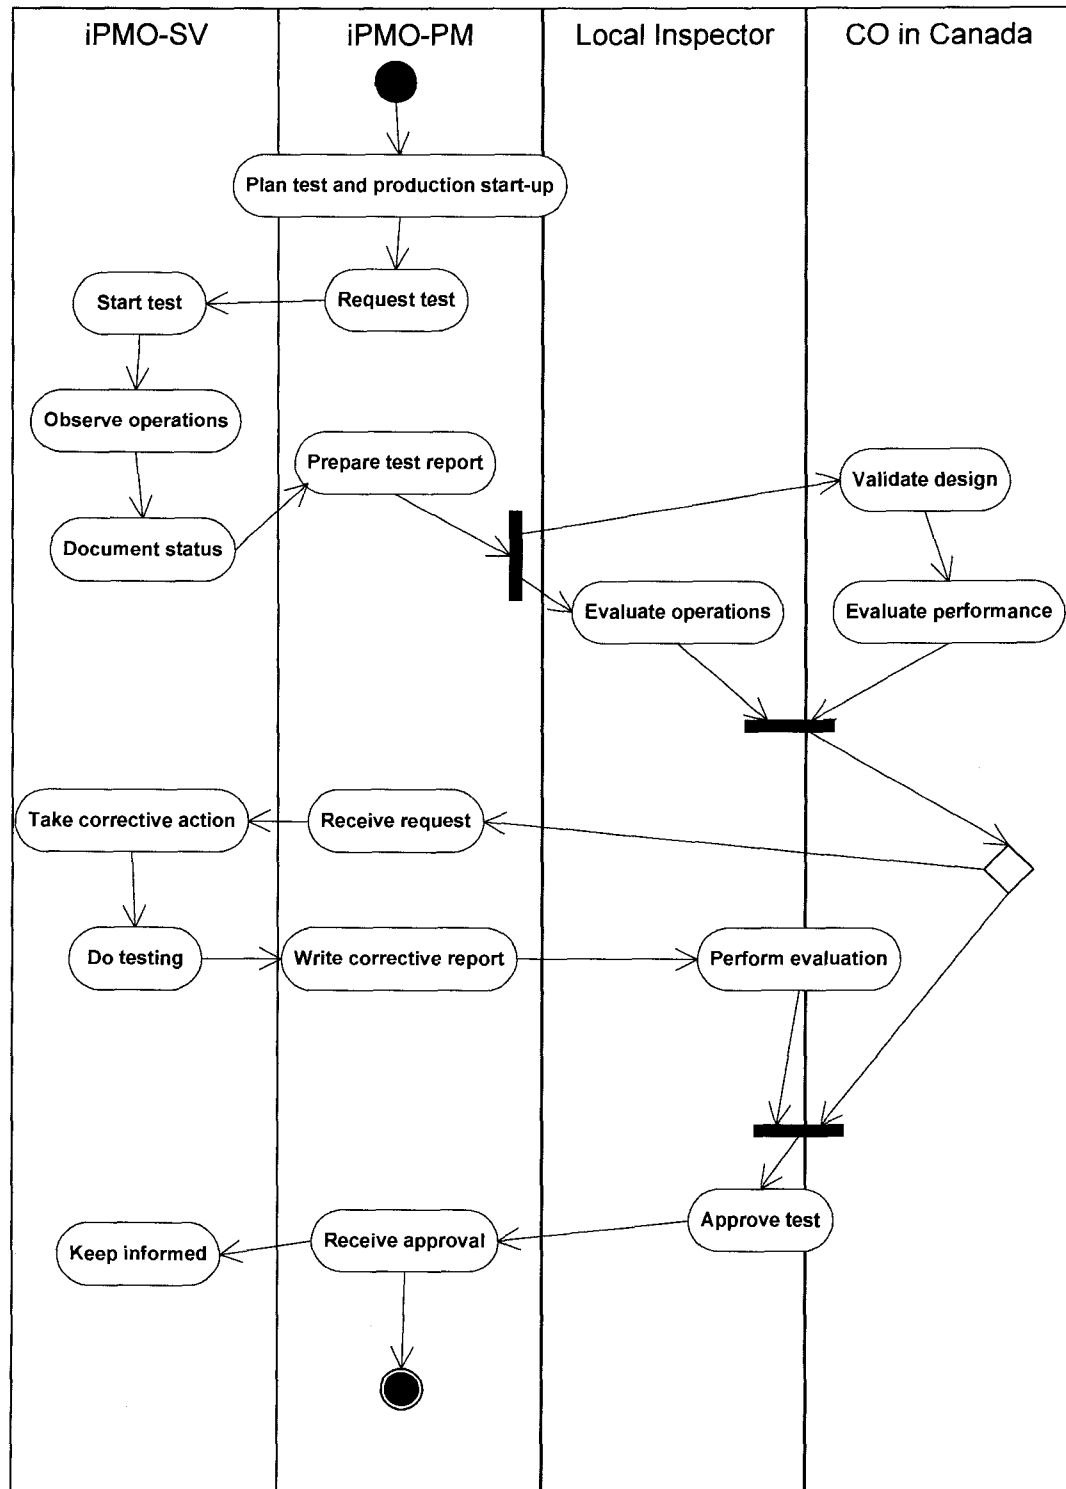 iPMO-SV
iPMO-PM
Local Inspector
CO in Canada
Plan test and production start-up
Start test
Request test
Observe operations
Prepare test report
Validate design
Document status
Evaluate operations
Evaluate performance
Take corrective action
Receive request
Do testing
Write corrective report
Perform evaluation
Approve test
Keep informed
Receive approval